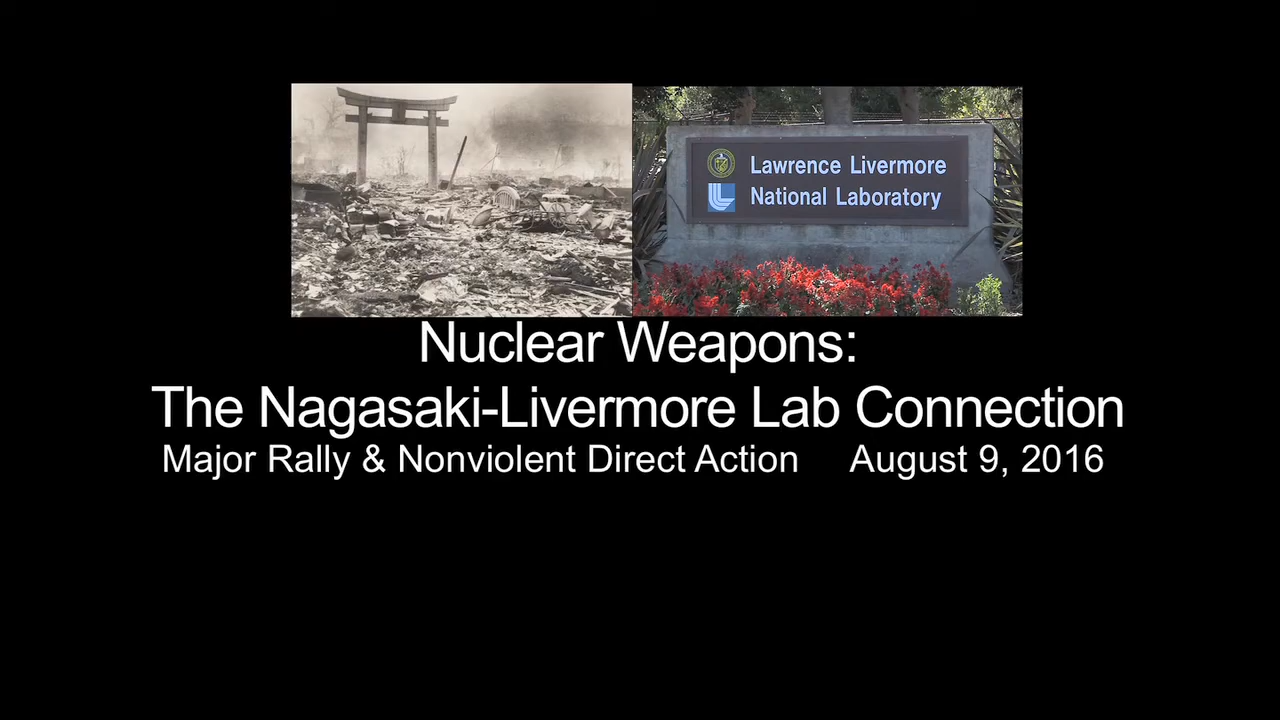 Lawrence Livermore
National Laboratory
Nuclear Weapons:
The Nagasaki-Livermore Lab Connection
Major Rally & Nonviolent Direct Action August 9, 2016